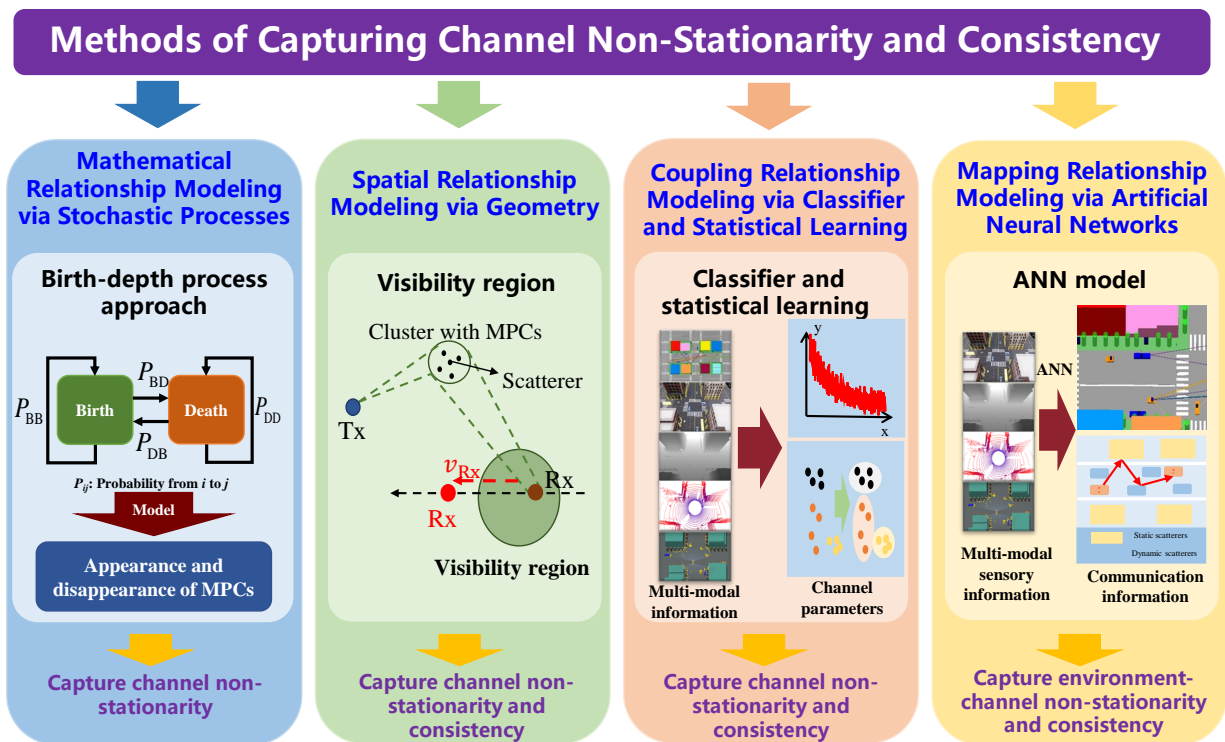 Methods of Capturing Channel Non-Stationarity and Consistency
Mathematical
Relationship Modeling
via Stochastic Processes
Birth-depth process
approach
P_BB
Birth
P_BD
P_DB
Death
P_DD
P_ij: Probability from i to j
Model
Appearance and
disappearance of MPCs
Capture channel non-
stationarity
Spatial Relationship
Modeling via Geometry
Visibility region
Cluster with MPCs
Scatterer
Tx
v_Rx
Rx
Rx
Visibility region
Capture channel non-
stationarity and
consistency
Coupling Relationship
Modeling via Classifier
and Statistical Learning
Classifier and
statistical learning
y
x
Multi-modal
information
Channel
parameters
Capture channel non-
stationarity and
consistency
Mapping Relationship
Modeling via Artificial
Neural Networks
ANN model
ANN
Static scatterers
Dynamic scatterers
Multi-modal
sensory
information
Communication
information
Capture environment-
channel non-stationarity
and consistency